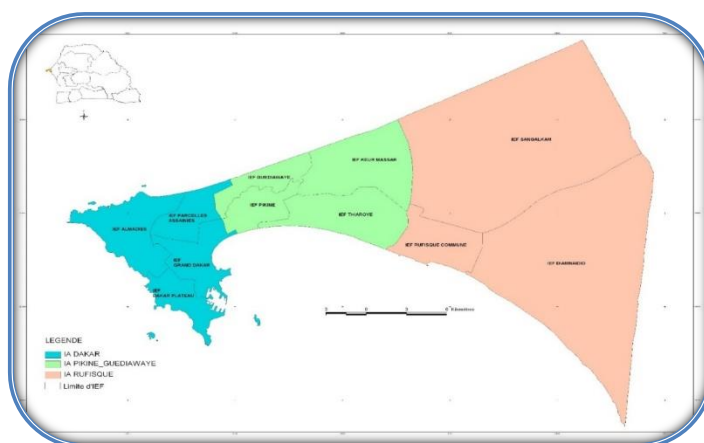 IEF SANGALKAR
IEF KEUR MASSAR
IEF GUEDIAWAYE
IEF PIKINE
IEF THIAROYE
IEF PARCELLES
ASSAINIES
IEF ALMADIES
IEF
GRAND DAKAR
IEF
DAKAR PLATEAU
IEF RUFISQUE COMMUNE
IEF DIAMNIADIO
LEGENDE
IA DAKAR
IA PIKINE_GUEDIAWAYE
IA RUFISQUE
Limite d'IEF